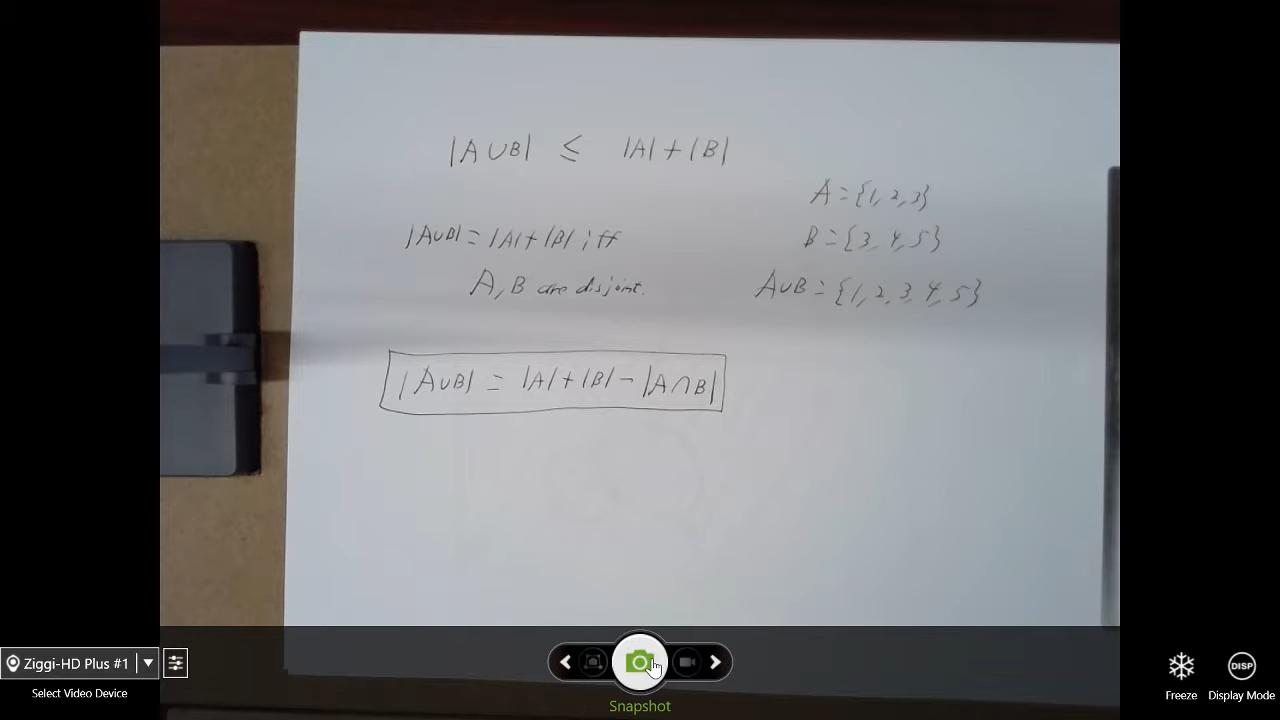 |A∪B| ≤ |A|+|B|
A={1,2,3}
|A∪B|=|A|+|B| iff
B={3,4,5}
A,B are disjoint.
A∪B={1,2,3,4,5}
|A∪B| = |A|+|B|-|A∩B|
Ziggi-HD Plus #1
Select Video Device
Snapshot
Freeze
DISP
Display Mode